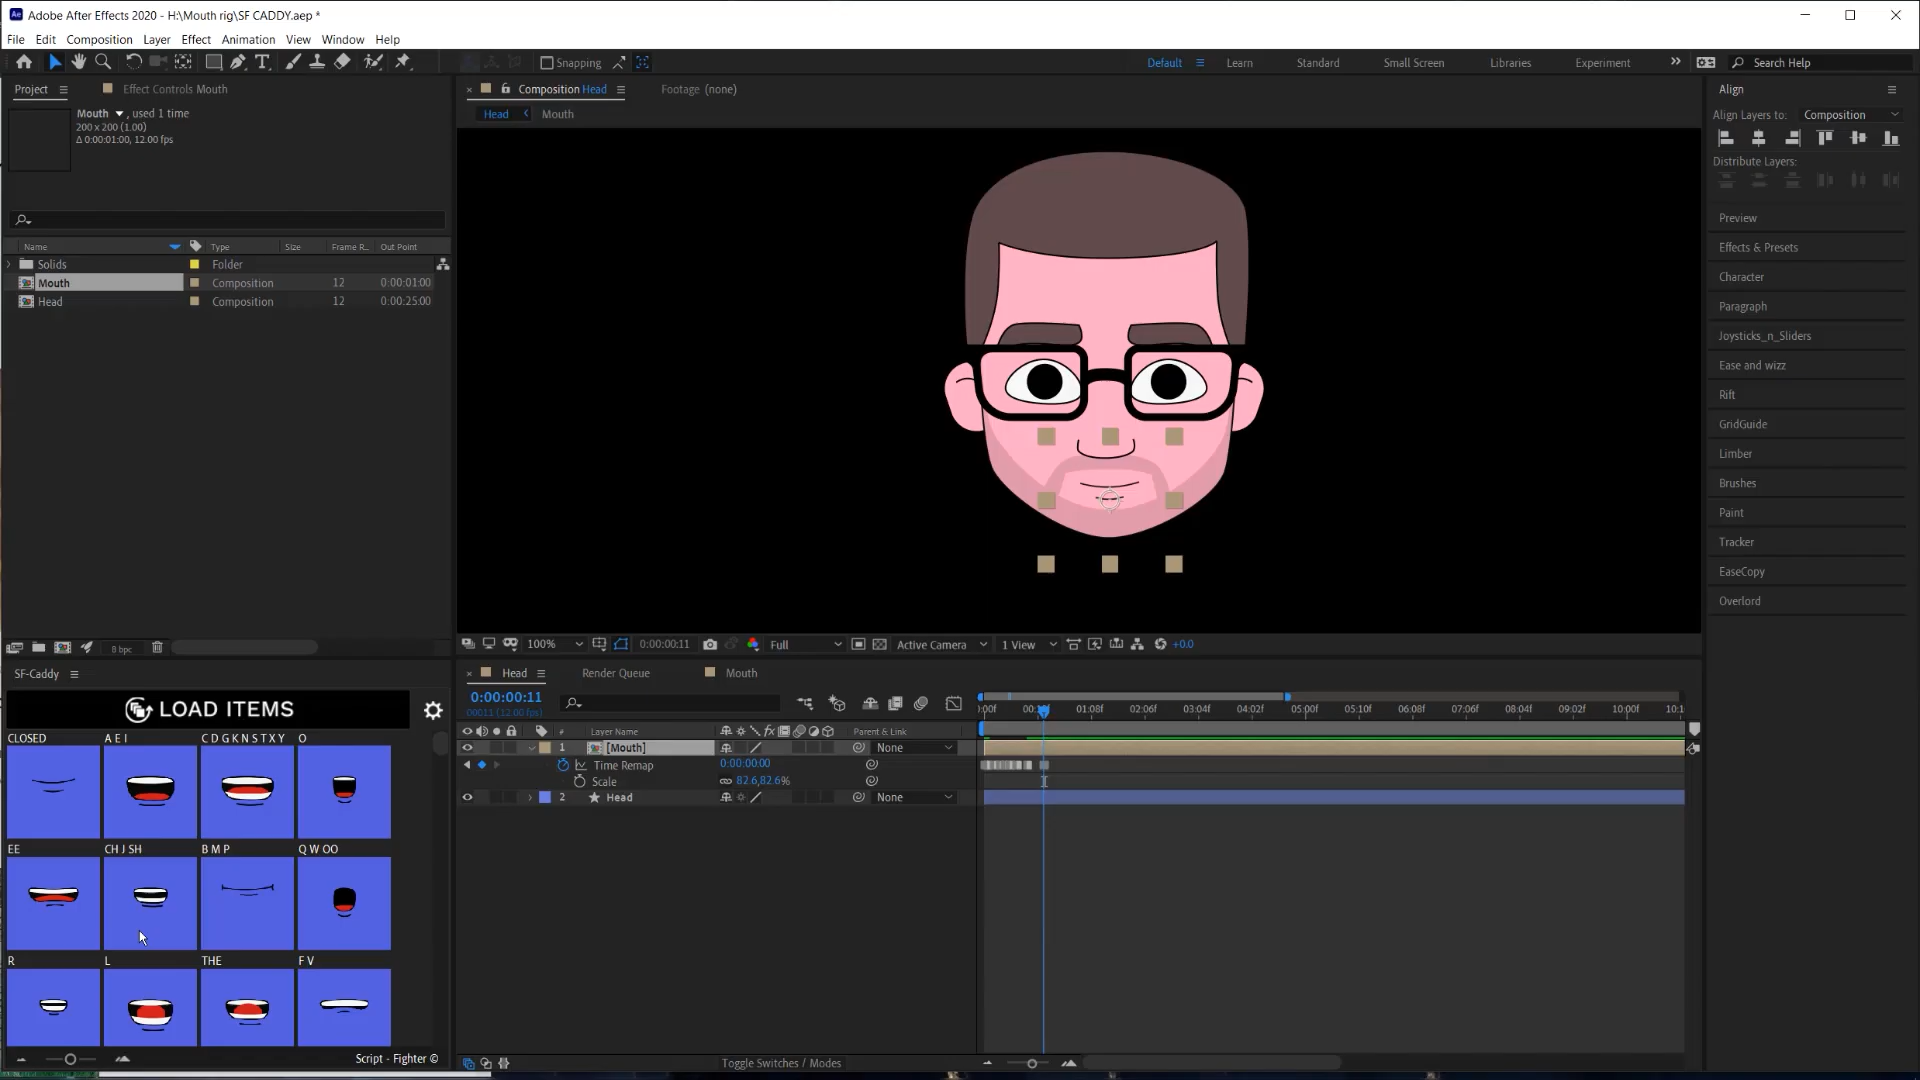 Adobe After Effects 2020 - H:\Mouth rig\SF CADDY.aep *
File Edit Composition Layer Effect Animation View Window Help
Snapping
Default Learn Standard Small Screen Libraries Experiment Search Help
Project Effect Controls Mouth
Mouth , used 1 time
200 x 200 (1.00)
Δ 0:00:01:00, 12.00 fps
Name Type Size Frame R... Out Point
Solids Folder
Mouth Composition 12 0:00:01:00
Head Composition 12 0:00:25:00
8 bpc
Composition Head Footage (none)
Head Mouth
100% 0:00:00:11 Full Active Camera 1 View +0.0
Align
Align Layers to: Composition
Distribute Layers:
Preview
Effects & Presets
Character
Paragraph
Joysticks_n_Sliders
Ease and wizz
Rift
GridGuide
Limber
Brushes
Paint
Tracker
EaseCopy
Overlord
SF-Caddy
LOAD ITEMS
CLOSED A E I C D G K N S T X Y O
EE CH J SH B M P Q W OO
R L THE F V
Script - Fighter ©
Head Render Queue Mouth
0:00:00:11
00011 (12.00 fps)
# Layer Name Parent & Link
1 [Mouth] None
Time Remap 0:00:00:00
Scale 82.6,82.6%
2 Head None
:00f 01:08f 02:06f 03:04f 04:02f 05:00f 05:10f 06:08f 07:06f 08:04f 09:02f 10:00f
Toggle Switches / Modes